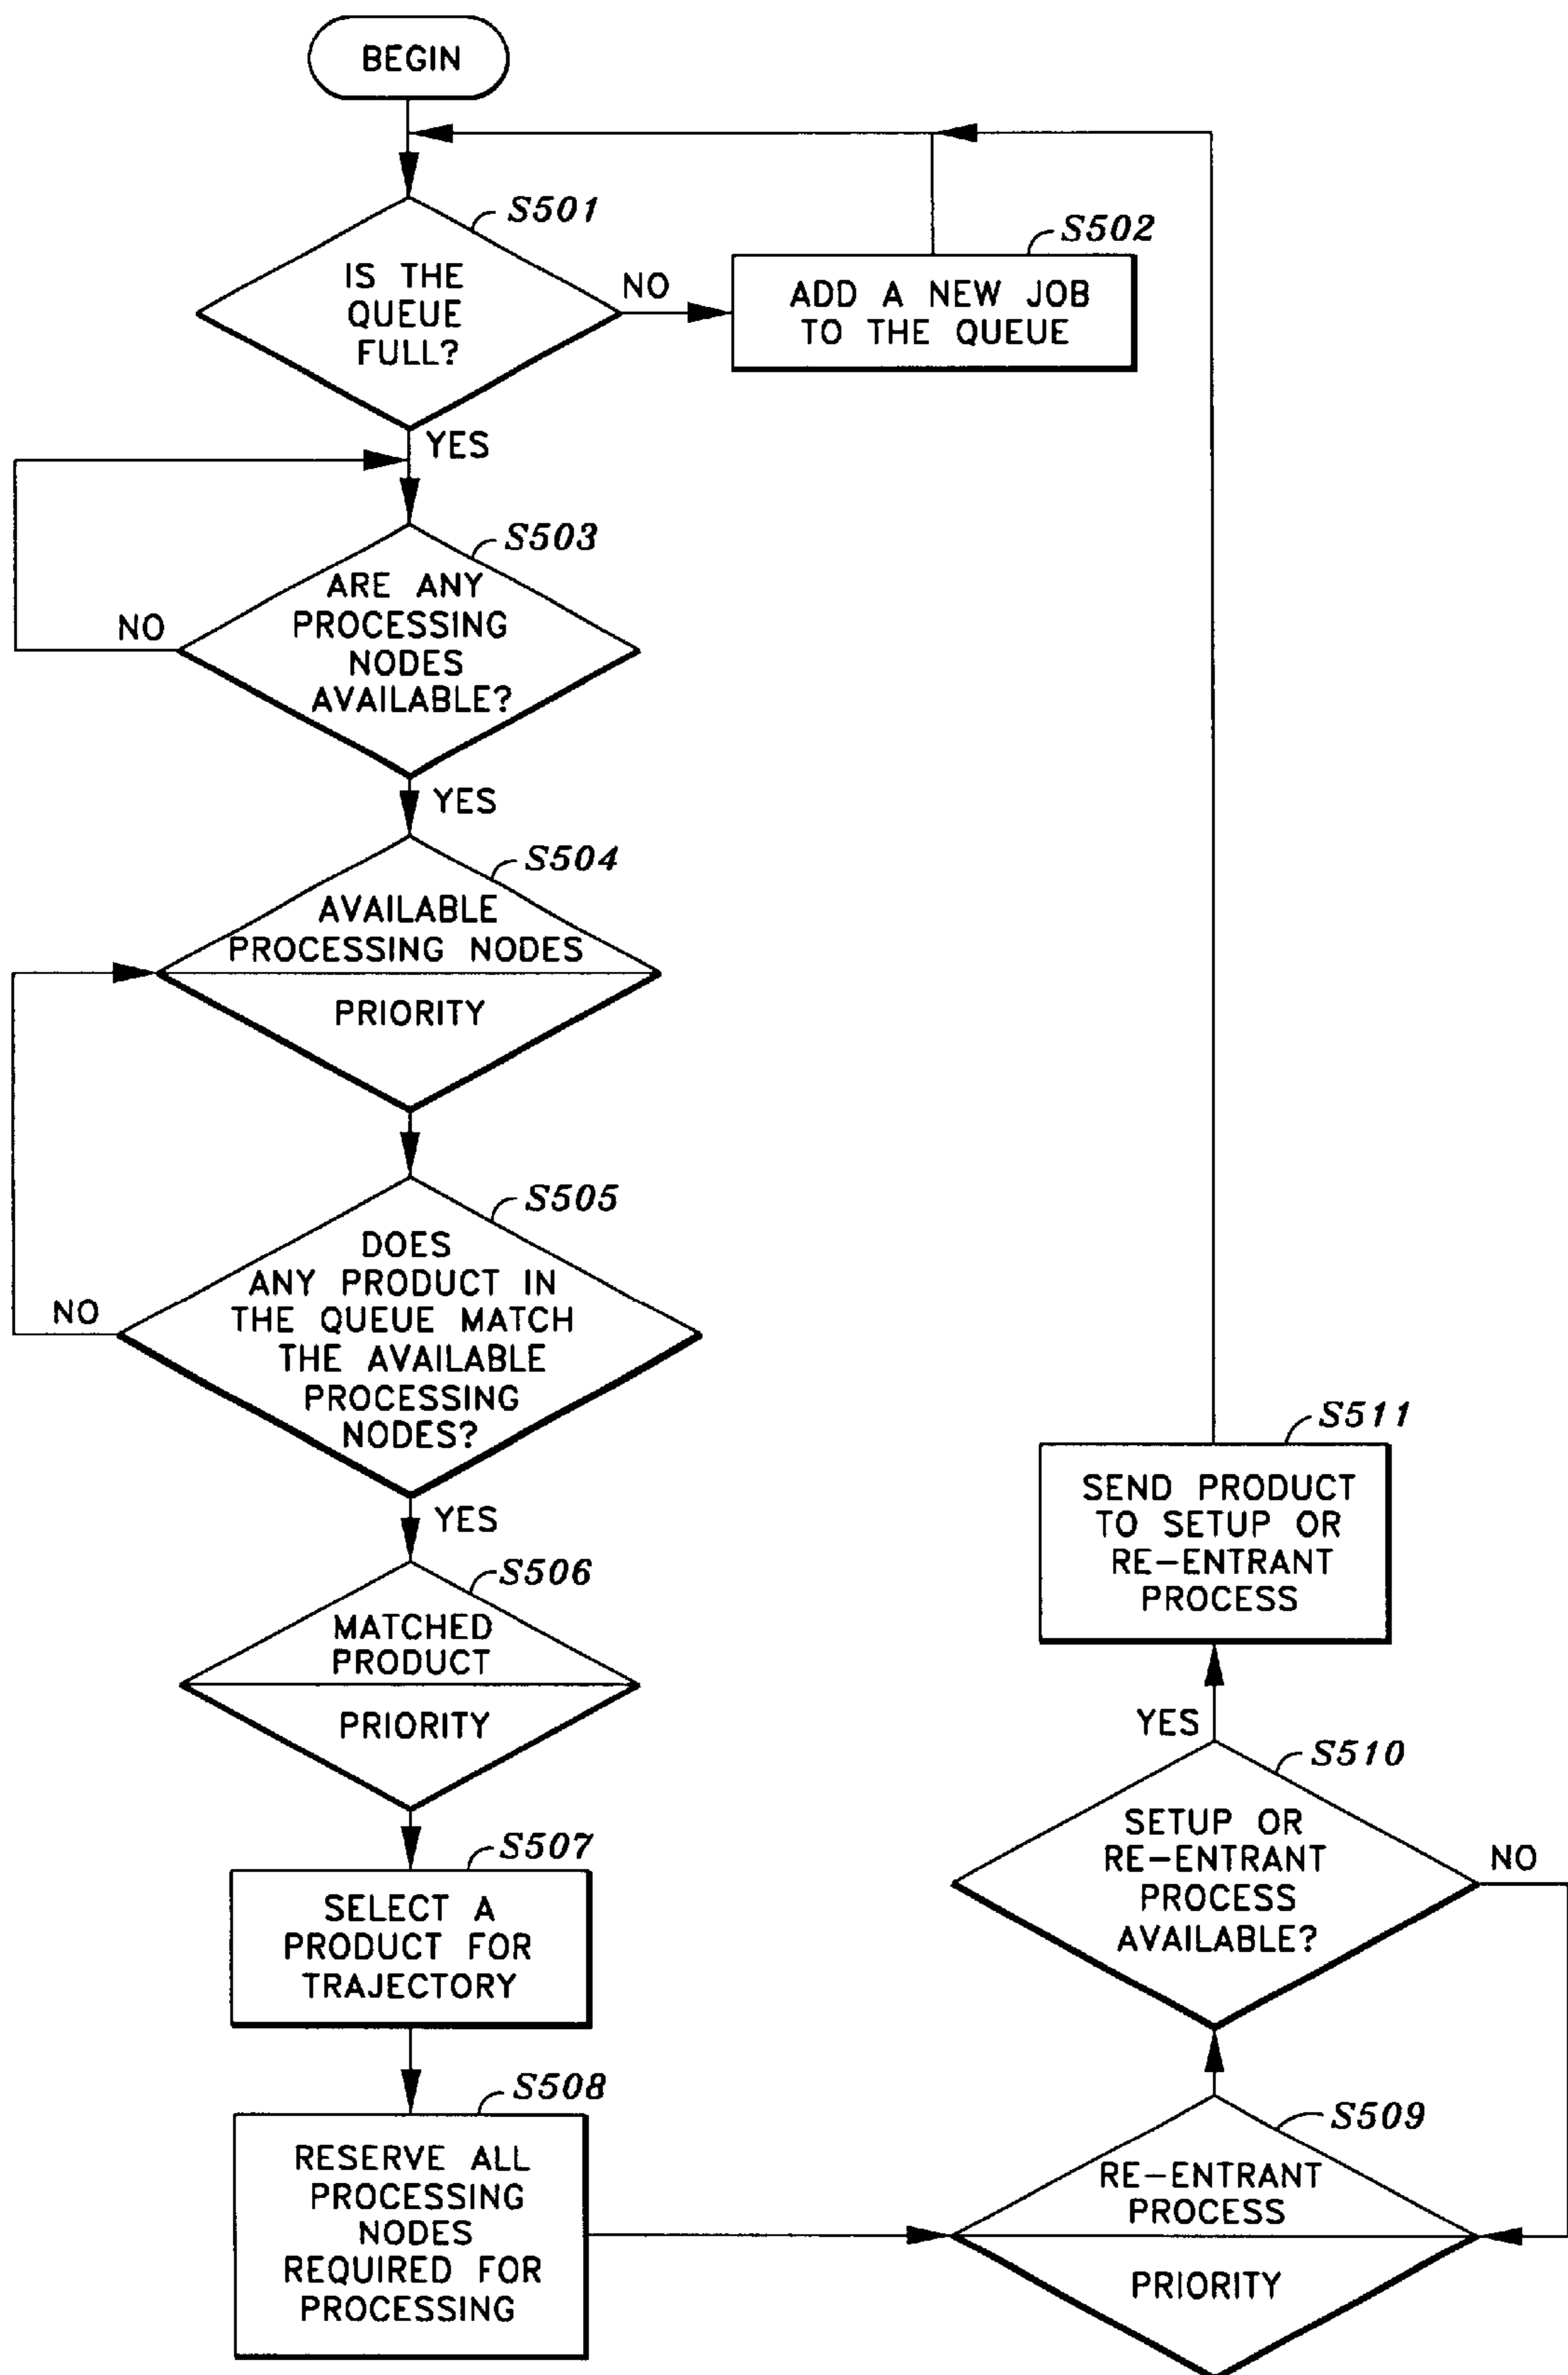 BEGIN
S501
IS THE
QUEUE
FULL?
NO
S502
ADD A NEW JOB
TO THE QUEUE
YES
S503
ARE ANY
PROCESSING
NODES
AVAILABLE?
NO
YES
S504
AVAILABLE
PROCESSING NODES
PRIORITY
S505
DOES
ANY PRODUCT IN
THE QUEUE MATCH
THE AVAILABLE
PROCESSING
NODES?
NO
YES
S506
MATCHED
PRODUCT
PRIORITY
S507
SELECT A
PRODUCT FOR
TRAJECTORY
S508
RESERVE ALL
PROCESSING
NODES
REQUIRED FOR
PROCESSING
S509
RE-ENTRANT
PROCESS
PRIORITY
S510
SETUP OR
RE-ENTRANT
PROCESS
AVAILABLE?
NO
YES
S511
SEND PRODUCT
TO SETUP OR
RE-ENTRANT
PROCESS